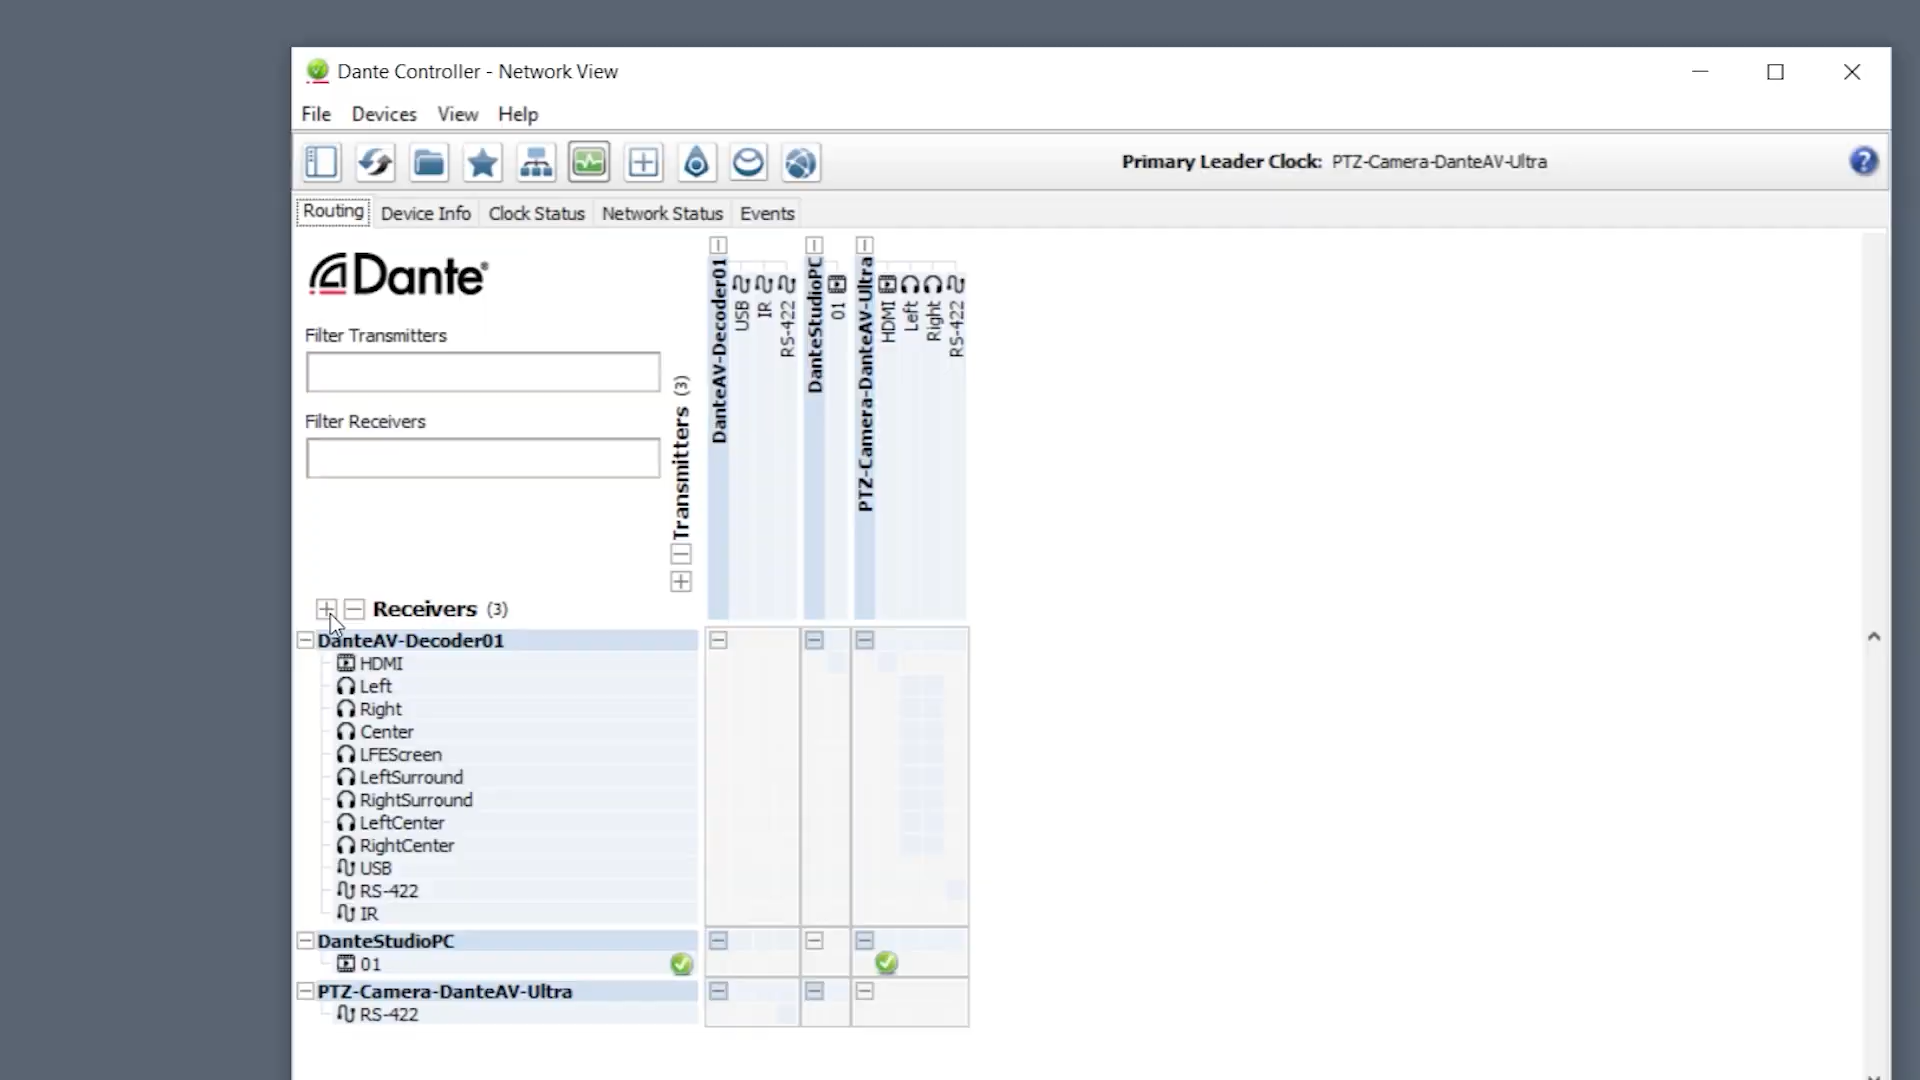 Dante Controller - Network View
File Devices View Help
Primary Leader Clock: PTZ-Camera-DanteAV-Ultra
Routing Device Info Clock Status Network Status Events
Dante®
Filter Transmitters
Filter Receivers
Transmitters (3)
DanteAV-Decoder01
USB
IR
RS-422
DanteStudioPC
01
PTZ-Camera-DanteAV-Ultra
HDMI
Left
Right
RS-422
Receivers (3)
DanteAV-Decoder01
HDMI
Left
Right
Center
LFEScreen
LeftSurround
RightSurround
LeftCenter
RightCenter
USB
RS-422
IR
DanteStudioPC
01
PTZ-Camera-DanteAV-Ultra
RS-422